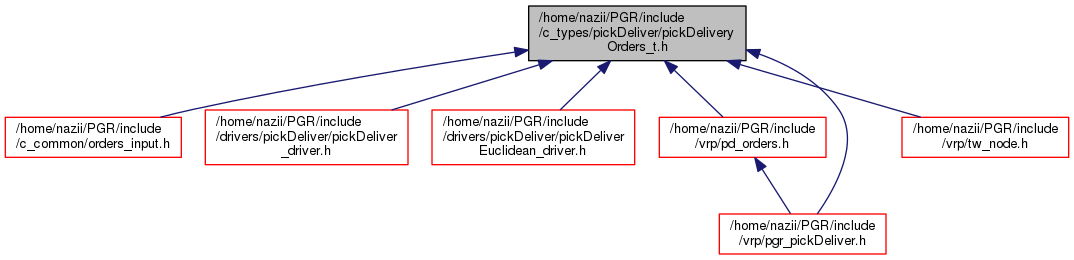 /home/nazii/PGR/include
/c_types/pickDeliver/pickDelivery
Orders_t.h
/home/nazii/PGR/include
/c_common/orders_input.h
/home/nazii/PGR/include
/drivers/pickDeliver/pickDeliver
_driver.h
/home/nazii/PGR/include
/drivers/pickDeliver/pickDeliver
Euclidean_driver.h
/home/nazii/PGR/include
/vrp/pd_orders.h
/home/nazii/PGR/include
/vrp/tw_node.h
/home/nazii/PGR/include
/vrp/pgr_pickDeliver.h